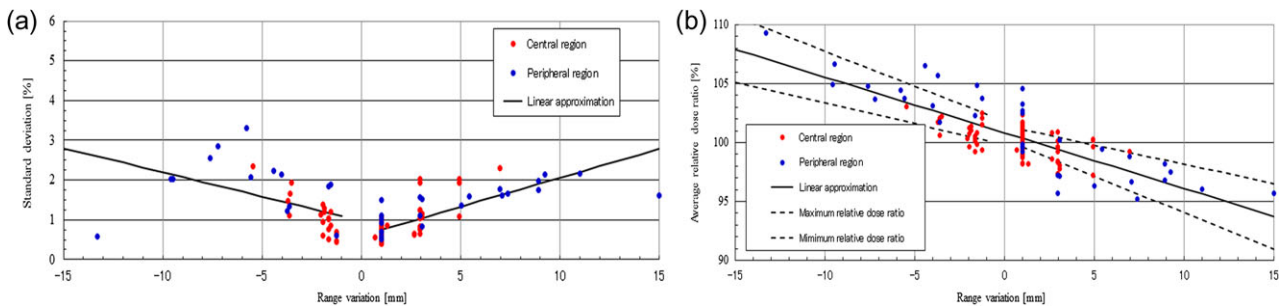 (a)
Standard deviation [%]
6
5
4
3
2
1
0
Central region
Peripheral region
Linear approximation
-15 -10 -5 0 5 10 15
Range variation [mm]
(b)
Average relative dose ratio [%]
110
105
100
95
90
Central region
Peripheral region
Linear approximation
Maximum relative dose ratio
Mimimum relative dose ratio
-15 -10 -5 0 5 10 15
Range variation [mm]